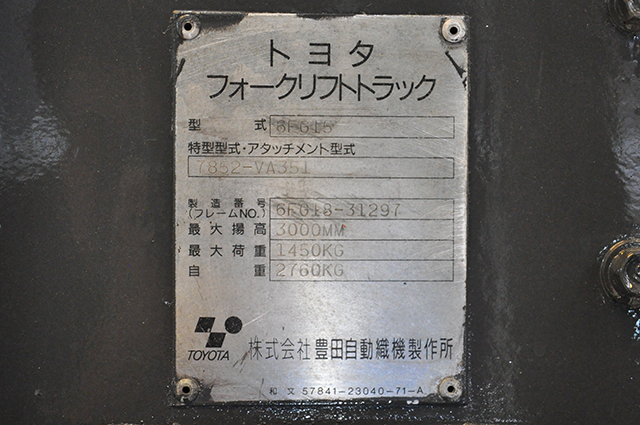 トヨタ
フォークリフトトラック
型 式 6FG15
特型型式・アタッチメント型式
7852-VA351
製造番号
(フレームNO.) 6FG18-31297
最大揚高 3000MM
最大荷重 1450KG
自 重 2760KG
TOYOTA 株式会社 豊田自動織機製作所
和文 57841-23040-71-A